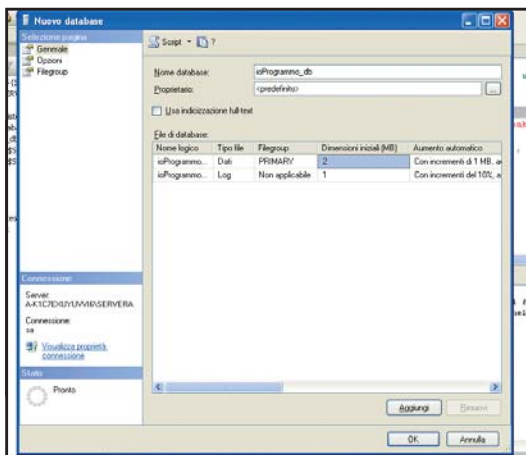 Nuovo database
Selezione pagina
Generale
Opzioni
Filegroup
Script
?
Nome database:
ioProgrammo_db
Proprietario:
<predefinito>
...
Usa indicizzazione full-text
File di database:
Nome logico Tipo file Filegroup Dimensioni iniziali (MB) Aumento automatico
ioProgrammo... Dati PRIMARY 2 Con incrementi di 1 MB, a
ioProgrammo... Log Non applicabile 1 Con incrementi del 10%, a
Connessione
Server:
Connessione:
sa
Visualizza proprietà
connessione
Stato
Pronto
Aggiungi
Rimuovi
OK
Annulla